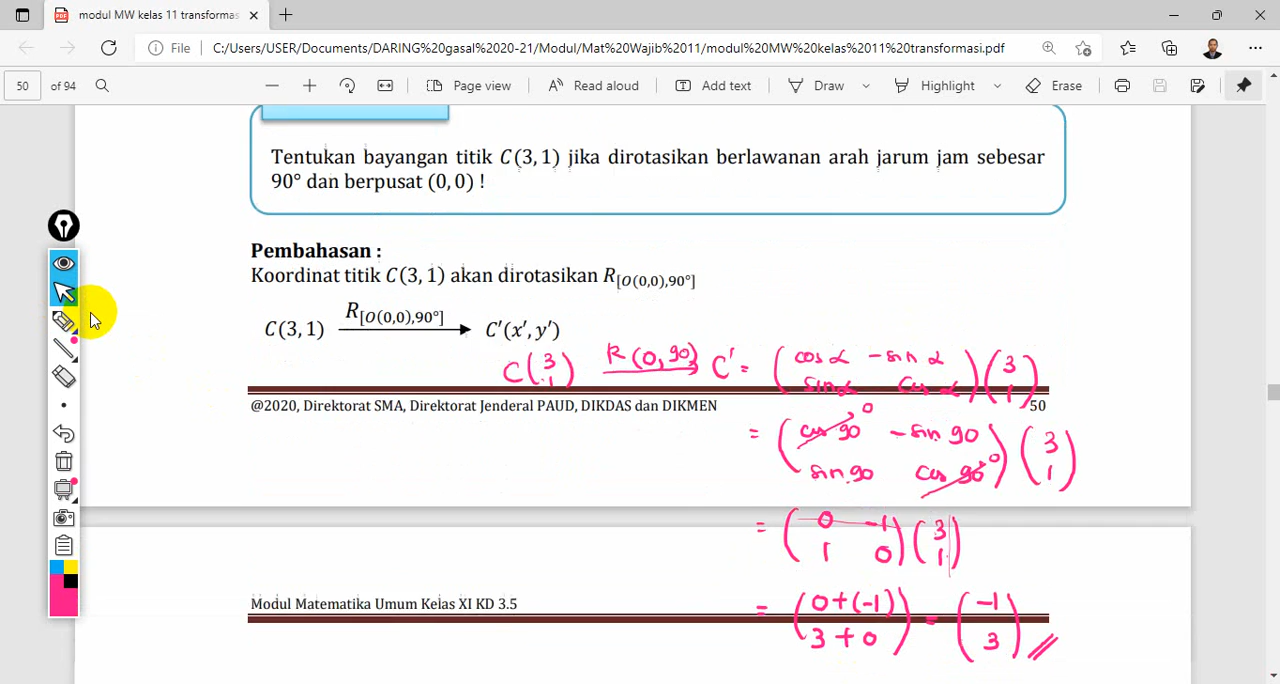 modul MW kelas 11 transformas
File C:/Users/USER/Documents/DARING%20gasal%202020-21/Modul/Mat%20Wajib%2011/modul%20MW%20kelas%2011%20transformasi.pdf
50 of 94 Page view Read aloud Add text Draw Highlight Erase
Tentukan bayangan titik C(3, 1) jika dirotasikan berlawanan arah jarum jam sebesar
90° dan berpusat (0, 0) !
Pembahasan :
Koordinat titik C(3, 1) akan dirotasikan R[O(0,0),90°]
R[O(0,0),90°]
C(3, 1) C′(x′, y′)
C (3 1) R (0, 90) C' = (cos α -sin α sin α cos α) (3 1)
@2020, Direktorat SMA, Direktorat Jenderal PAUD, DIKDAS dan DIKMEN 50
= (cos 90 0 -sin 90 sin 90 cos 90 0) (3 1)
= (0 -1 1 0) (3 1)
Modul Matematika Umum Kelas XI KD 3.5
= (0+(-1) 3+0) = (-1 3)